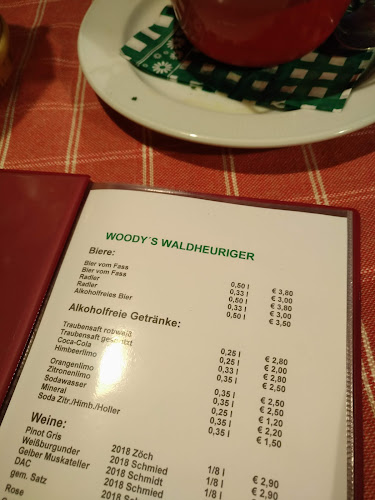 WOODY´S WALDHEURIGER
Biere:
Bier vom Fass 0,50 l € 3,80
Bier vom Fass 0,33 l € 3,00
Radler 0,50 l € 3,80
Radler 0,33 l € 3,00
Alkoholfreies Bier 0,50 l € 3,50
Alkoholfreie Getränke:
Traubensaft rot/weiß 0,25 l € 2,80
Traubensaft 0,25 l € 2,00
Coca-Cola 0,33 l € 2,80
Himbeerlimo 0,35 l € 2,50
Orangenlimo 0,35 l € 2,50
Zitronenlimo 0,35 l € 2,50
Sodawasser 0,25 l € 1,20
Mineral 0,35 l € 2,20
Soda Zitr./Himb./Holler 0,35 l € 1,50
Weine:
Pinot Gris 2018 Zöch 1/8 l € 2,90
Weißburgunder 2018 Schmied 1/8 l € 2,90
Gelber Muskateller 2018 Schmidt 1/8 l
DAC 2018 Schmied
gem. Satz 2018
Rose